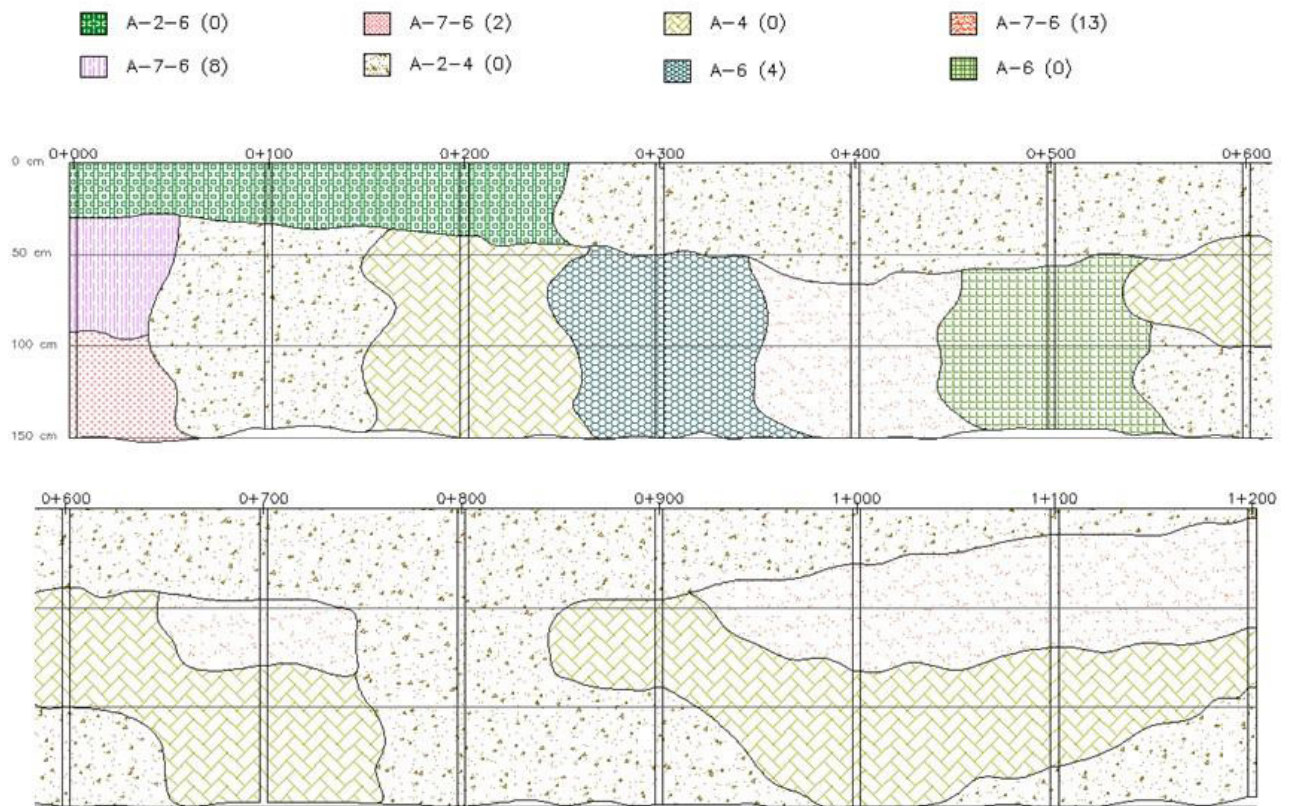 A-2-6 (0) A-7-6 (2) A-4 (0) A-7-6 (13)
A-7-6 (8) A-2-4 (0) A-6 (4) A-6 (0)
0+000 0+100 0+200 0+300 0+400 0+500 0+600
0 cm
50 cm
100 cm
150 cm
0+600 0+700 0+800 0+900 1+000 1+100 1+200